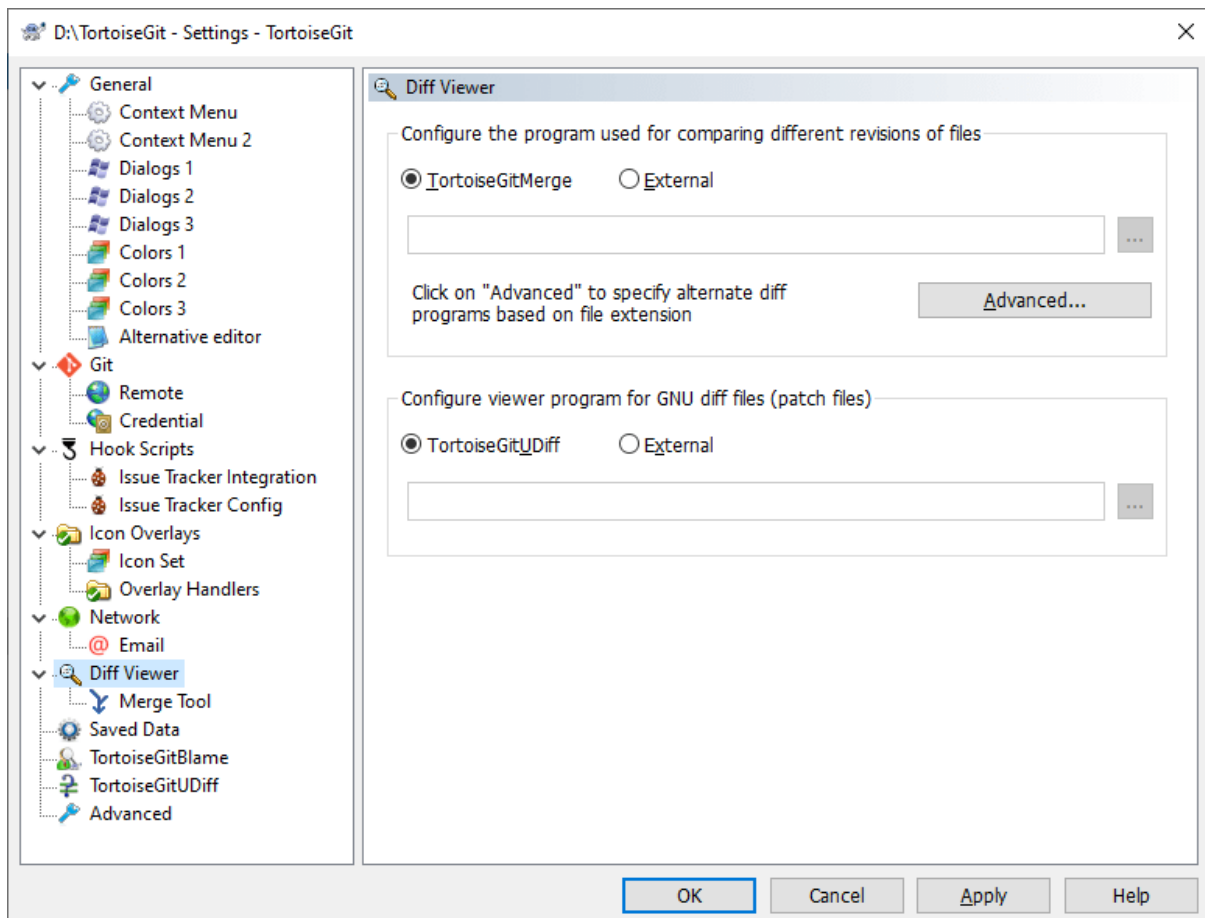 D:\TortoiseGit - Settings - TortoiseGit
General
Context Menu
Context Menu 2
Dialogs 1
Dialogs 2
Dialogs 3
Colors 1
Colors 2
Colors 3
Alternative editor
Git
Remote
Credential
Hook Scripts
Issue Tracker Integration
Issue Tracker Config
Icon Overlays
Icon Set
Overlay Handlers
Network
Email
Diff Viewer
Merge Tool
Saved Data
TortoiseGitBlame
TortoiseGitUDiff
Advanced
Diff Viewer
Configure the program used for comparing different revisions of files
TortoiseGitMerge External
...
Click on "Advanced" to specify alternate diff
programs based on file extension
Advanced...
Configure viewer program for GNU diff files (patch files)
TortoiseGitUDiff External
...
OK Cancel Apply Help